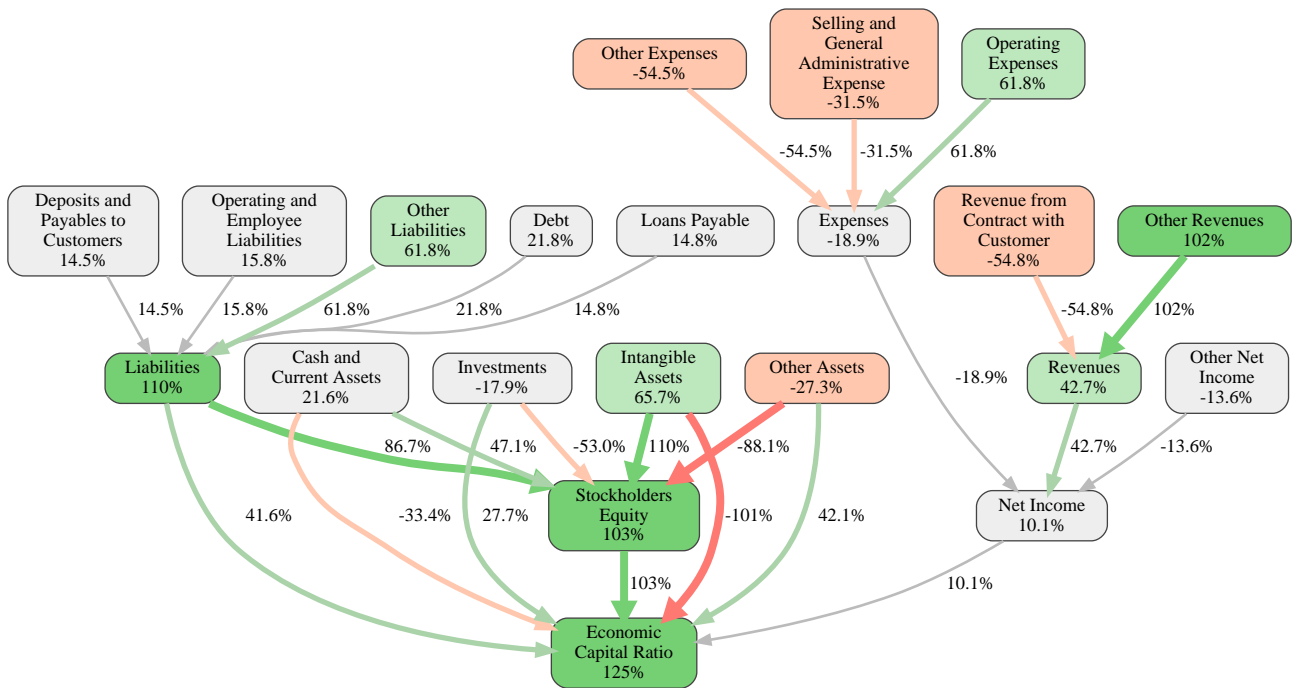 Selling and
General
Administrative
Expense
-31.5%
Other Expenses
-54.5%
Operating
Expenses
61.8%
-54.5%
-31.5%
61.8%
Deposits and
Payables to
Customers
14.5%
Operating and
Employee
Liabilities
15.8%
Other
Liabilities
61.8%
Debt
21.8%
Loans Payable
14.8%
Expenses
-18.9%
Revenue from
Contract with
Customer
-54.8%
Other Revenues
102%
14.5%
15.8%
61.8%
21.8%
14.8%
-54.8%
102%
Liabilities
110%
Cash and
Current Assets
21.6%
Investments
-17.9%
Intangible
Assets
65.7%
Other Assets
-27.3%
-18.9%
Revenues
42.7%
Other Net
Income
-13.6%
86.7%
47.1%
-53.0%
110%
-88.1%
42.7%
-13.6%
Stockholders
Equity
103%
Net Income
10.1%
41.6%
-33.4%
27.7%
-101%
42.1%
103%
10.1%
Economic
Capital Ratio
125%